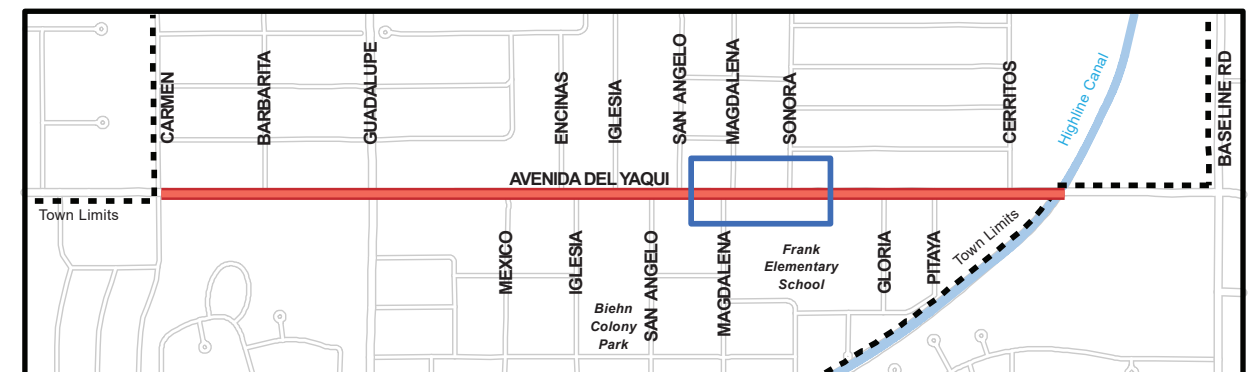 CARMEN
BARBARITA
GUADALUPE
ENCINAS
IGLESIA
SAN ANGELO
MAGDALENA
SONORA
CERRITOS
Highline Canal
BASELINE RD
AVENIDA DEL YAQUI
Town Limits
MEXICO
IGLESIA
SAN ANGELO
MAGDALENA
GLORIA
PITAYA
Town Limits
Frank
Elementary
School
Biehn
Colony
Park